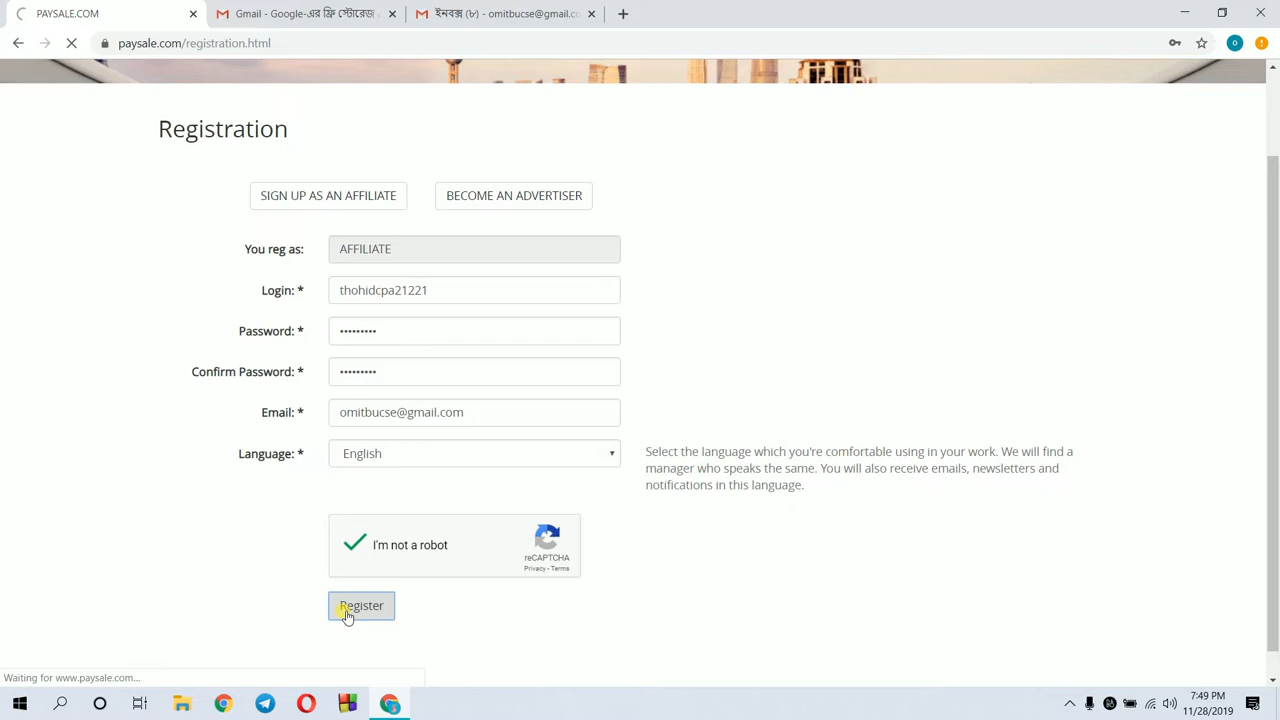 PAYSALE.COM
Gmail - Google-এর ফ্রি স্টোরেজ
ইনবক্স (৮) - omitbucse@gmail.co
paysale.com/registration.html
o
Registration
SIGN UP AS AN AFFILIATE
BECOME AN ADVERTISER
You reg as:
AFFILIATE
Login: *
thohidcpa21221
Password: *
•••••••••
Confirm Password: *
•••••••••
Email: *
omitbucse@gmail.com
Language: *
English
Select the language which you're comfortable using in your work. We will find a
manager who speaks the same. You will also receive emails, newsletters and
notifications in this language.
I'm not a robot
reCAPTCHA
Privacy - Terms
Register
Waiting for www.paysale.com...
7:49 PM
11/28/2019